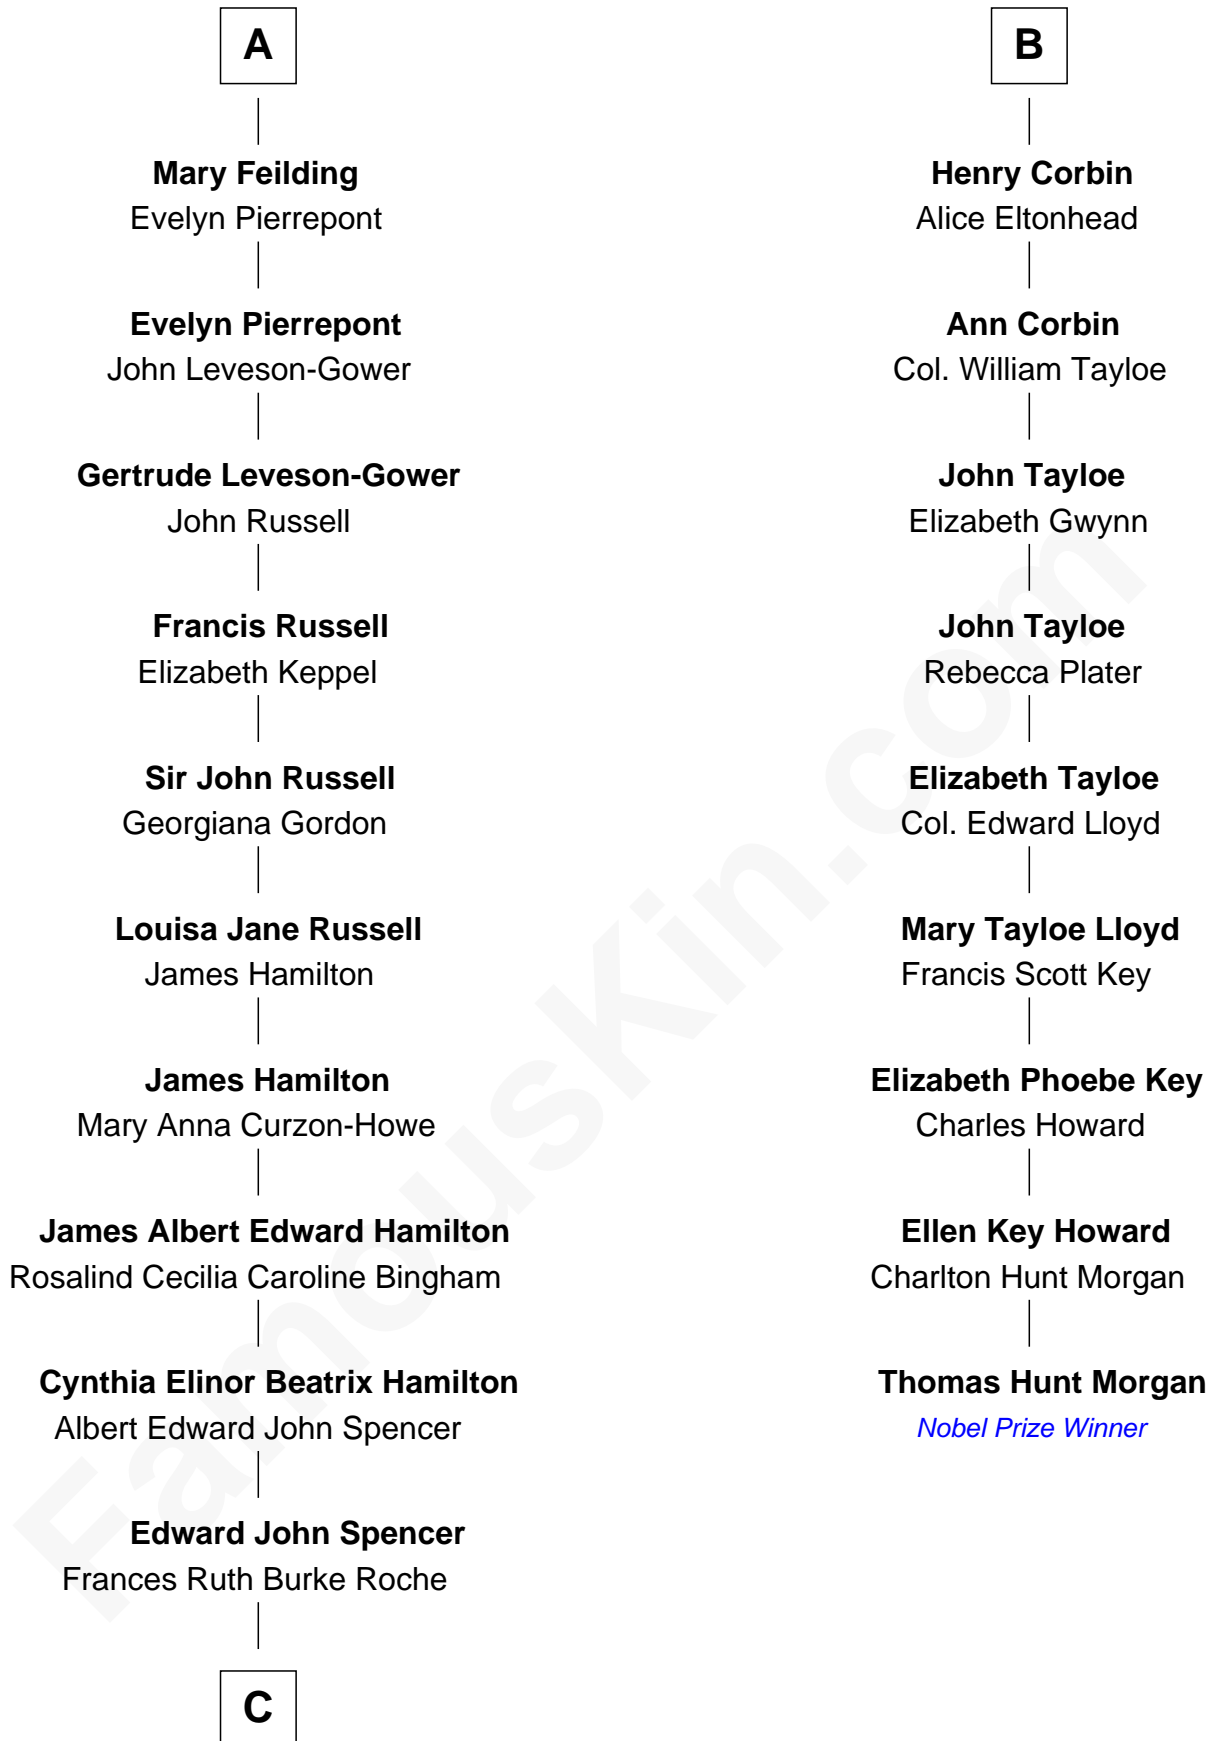 A
Mary Feilding
Evelyn Pierrepont
Evelyn Pierrepont
John Leveson-Gower
Gertrude Leveson-Gower
John Russell
Francis Russell
Elizabeth Keppel
Sir John Russell
Georgiana Gordon
Louisa Jane Russell
James Hamilton
James Hamilton
Mary Anna Curzon-Howe
James Albert Edward Hamilton
Rosalind Cecilia Caroline Bingham
Cynthia Elinor Beatrix Hamilton
Albert Edward John Spencer
Edward John Spencer
Frances Ruth Burke Roche
C
B
Henry Corbin
Alice Eltonhead
Ann Corbin
Col. William Tayloe
John Tayloe
Elizabeth Gwynn
John Tayloe
Rebecca Plater
Elizabeth Tayloe
Col. Edward Lloyd
Mary Tayloe Lloyd
Francis Scott Key
Elizabeth Phoebe Key
Charles Howard
Ellen Key Howard
Charlton Hunt Morgan
Thomas Hunt Morgan
Nobel Prize Winner
FamousKin.com